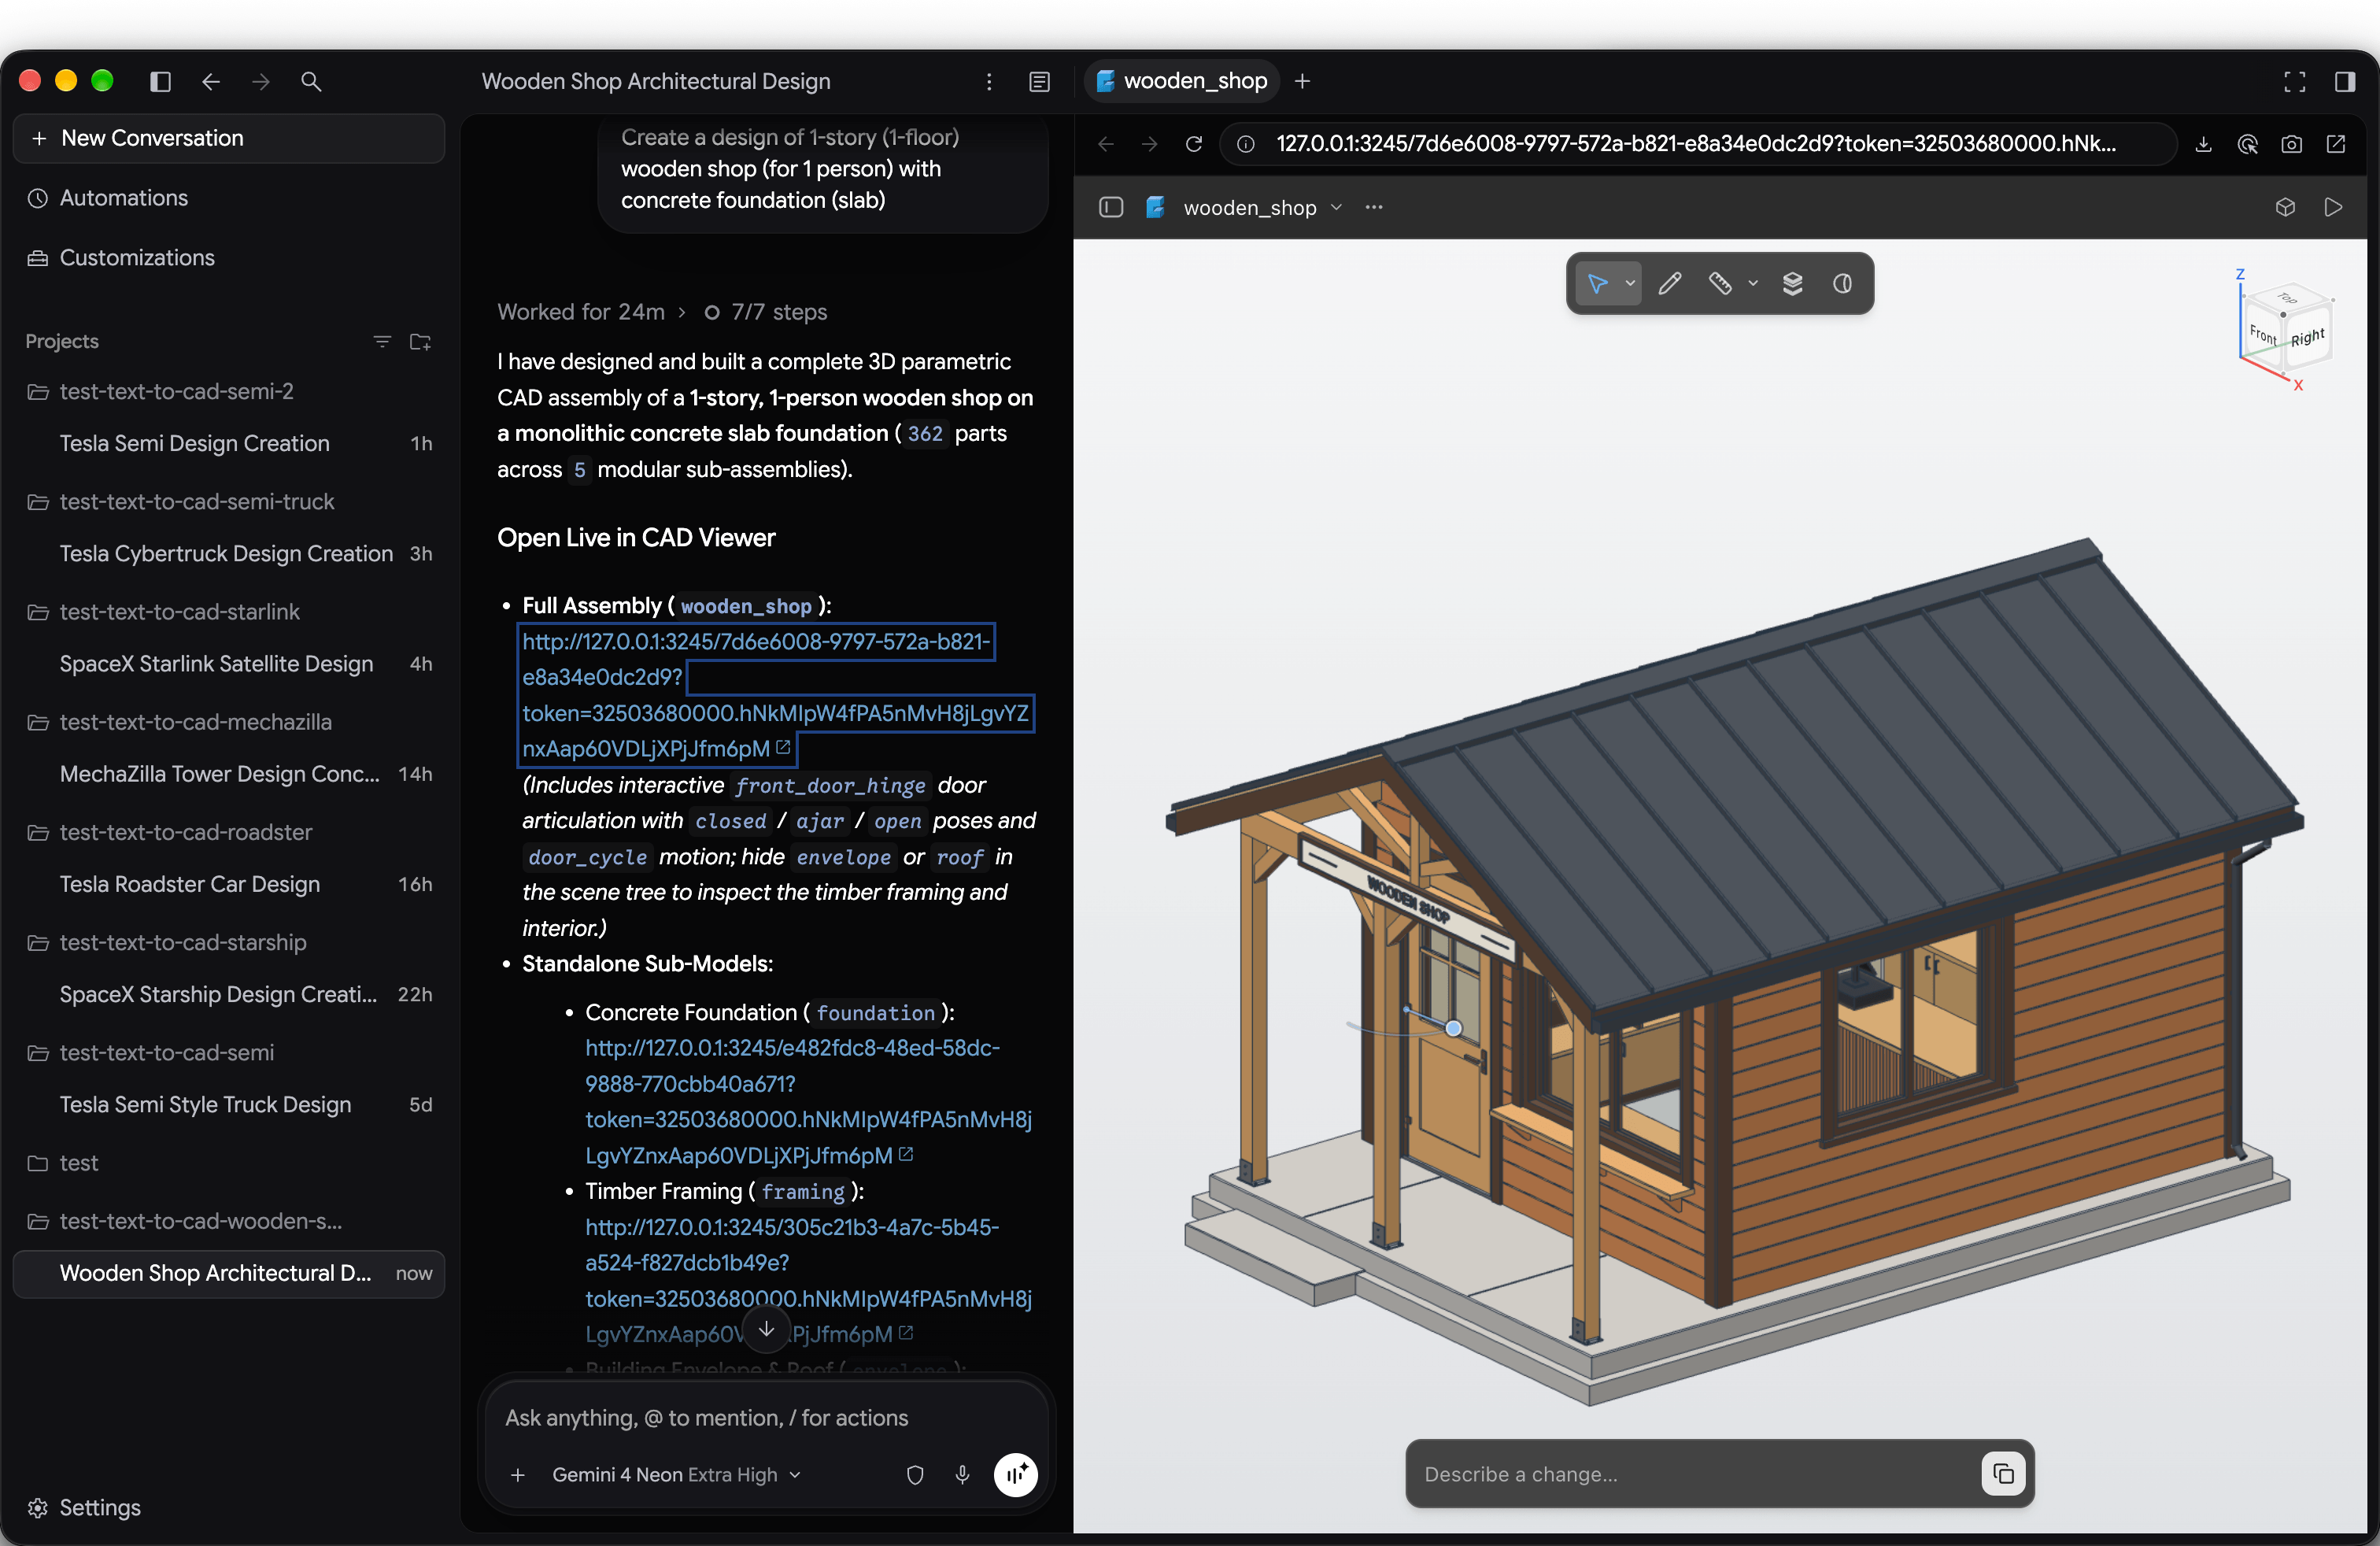 Wooden Shop Architectural Design
wooden_shop
New Conversation
Automations
Customizations
Projects
test-text-to-cad-semi-2
Tesla Semi Design Creation 1h
test-text-to-cad-semi-truck
Tesla Cybertruck Design Creation 3h
test-text-to-cad-starlink
SpaceX Starlink Satellite Design 4h
test-text-to-cad-mechazilla
MechaZilla Tower Design Conc... 14h
test-text-to-cad-roadster
Tesla Roadster Car Design 16h
test-text-to-cad-starship
SpaceX Starship Design Creati... 22h
test-text-to-cad-semi
Tesla Semi Style Truck Design 5d
test
test-text-to-cad-wooden-s...
Wooden Shop Architectural D... now
Settings
Create a design of 1-story (1-floor)
wooden shop (for 1 person) with
concrete foundation (slab)
Worked for 24m > 7/7 steps
I have designed and built a complete 3D parametric
CAD assembly of a 1-story, 1-person wooden shop on
a monolithic concrete slab foundation ( 362 parts
across 5 modular sub-assemblies).
Open Live in CAD Viewer
• Full Assembly ( wooden_shop ):
http://127.0.0.1:3245/7d6e6008-9797-572a-b821-
e8a34e0dc2d9?
token=32503680000.hNkMIpW4fPA5nMvH8jLgvYZ
nxAap60VDLjXPjJfm6pM
(Includes interactive front_door_hinge door
articulation with closed / ajar / open poses and
door_cycle motion; hide envelope or roof in
the scene tree to inspect the timber framing and
interior.)
• Standalone Sub-Models:
• Concrete Foundation ( foundation ):
http://127.0.0.1:3245/e482fdc8-48ed-58dc-
9888-770cbb40a671?
token=32503680000.hNkMIpW4fPA5nMvH8j
LgvYZnxAap60VDLjXPjJfm6pM
• Timber Framing ( framing ):
http://127.0.0.1:3245/305c21b3-4a7c-5b45-
a524-f827dcb1b49e?
token=32503680000.hNkMIpW4fPA5nMvH8j
LgvYZnxAap60V PjJfm6pM
• Building Envelope & Roof ( envelope ):
Ask anything, @ to mention, / for actions
Gemini 4 Neon Extra High
127.0.0.1:3245/7d6e6008-9797-572a-b821-e8a34e0dc2d9?token=32503680000.hNk...
wooden_shop
Z
Top
Front
Right
X
WOODEN SHOP
Describe a change...